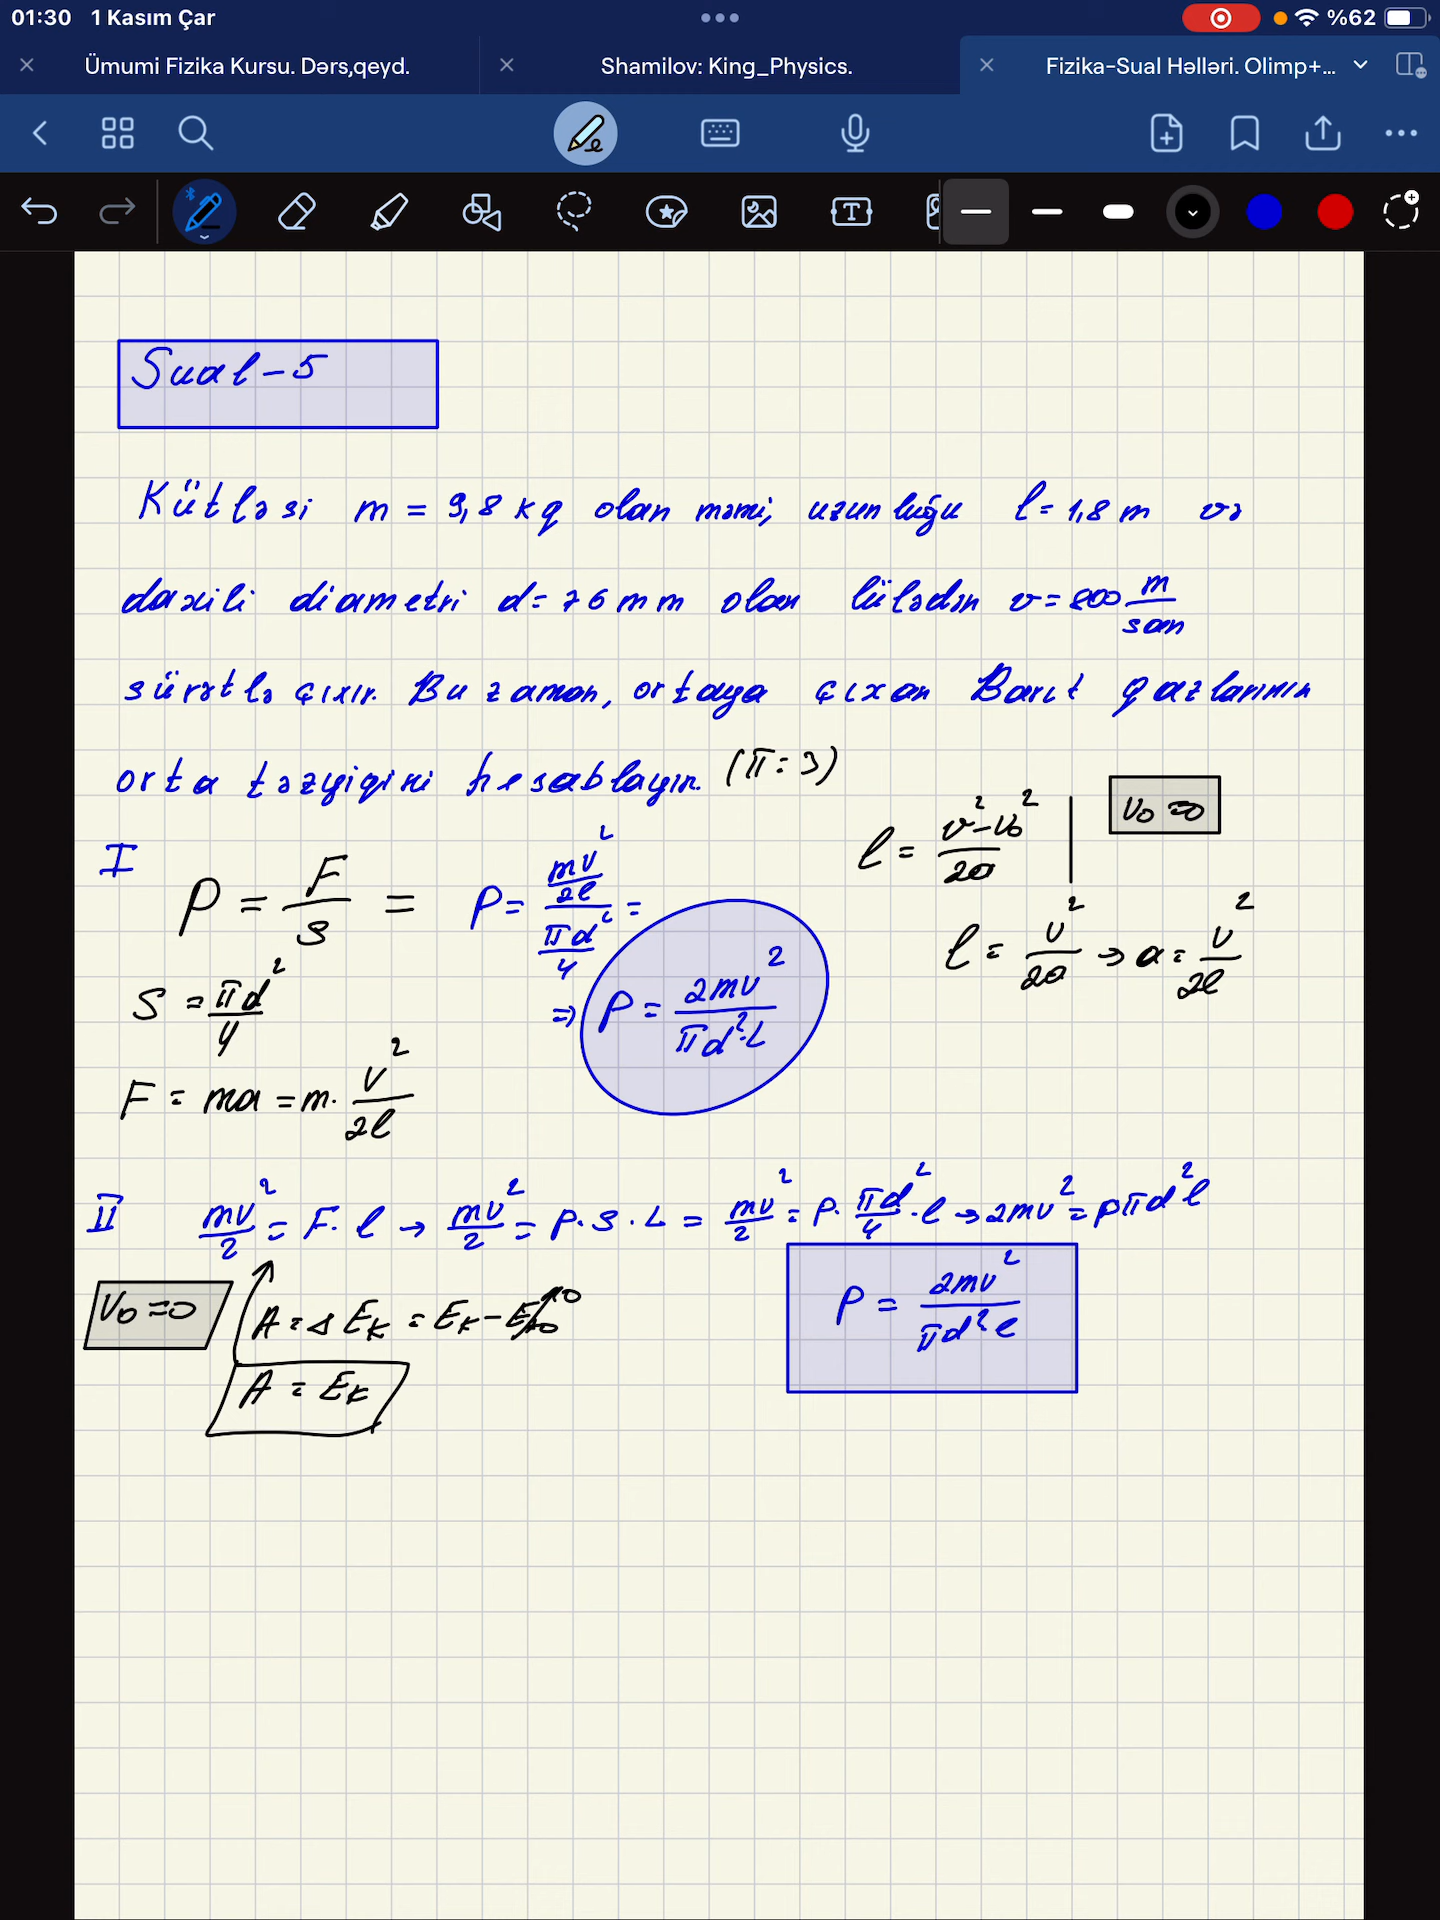 01:30 1 Kasım Çar
%62
Ümumi Fizika Kursu. Dərs,qeyd.
Shamilov: King_Physics.
Fizika-Sual Həlləri. Olimp+...
Sual-5
Kütləsi m = 9,8 kq olan mərmi, uzunluğu l = 1,8 m və
daxili diametri d = 76 mm olan lülədən v = 800 m/san
sürətlə çıxır. Bu zaman, ortaya çıxan Barıt qazlarının
orta təzyiqini hesablayın. (π = 3)
I
P = F/S =
P = (mv²/2l)/(πd²/4) =
l = (v² - v₀²)/2a
v₀ = 0
l = v²/2a → a = v²/2l
S = πd²/4
⇒ P = 2mv²/πd²·L
F = ma = m · v²/2l
II mv²/2 = F · l → mv²/2 = P · S · L = mv²/2 = P · πd²/4 · l → 2mv² = pπd²l
v₀ = 0
A = ΔEk = Ek - Ek0 0
P = 2mv²/πd²l
A = Ek